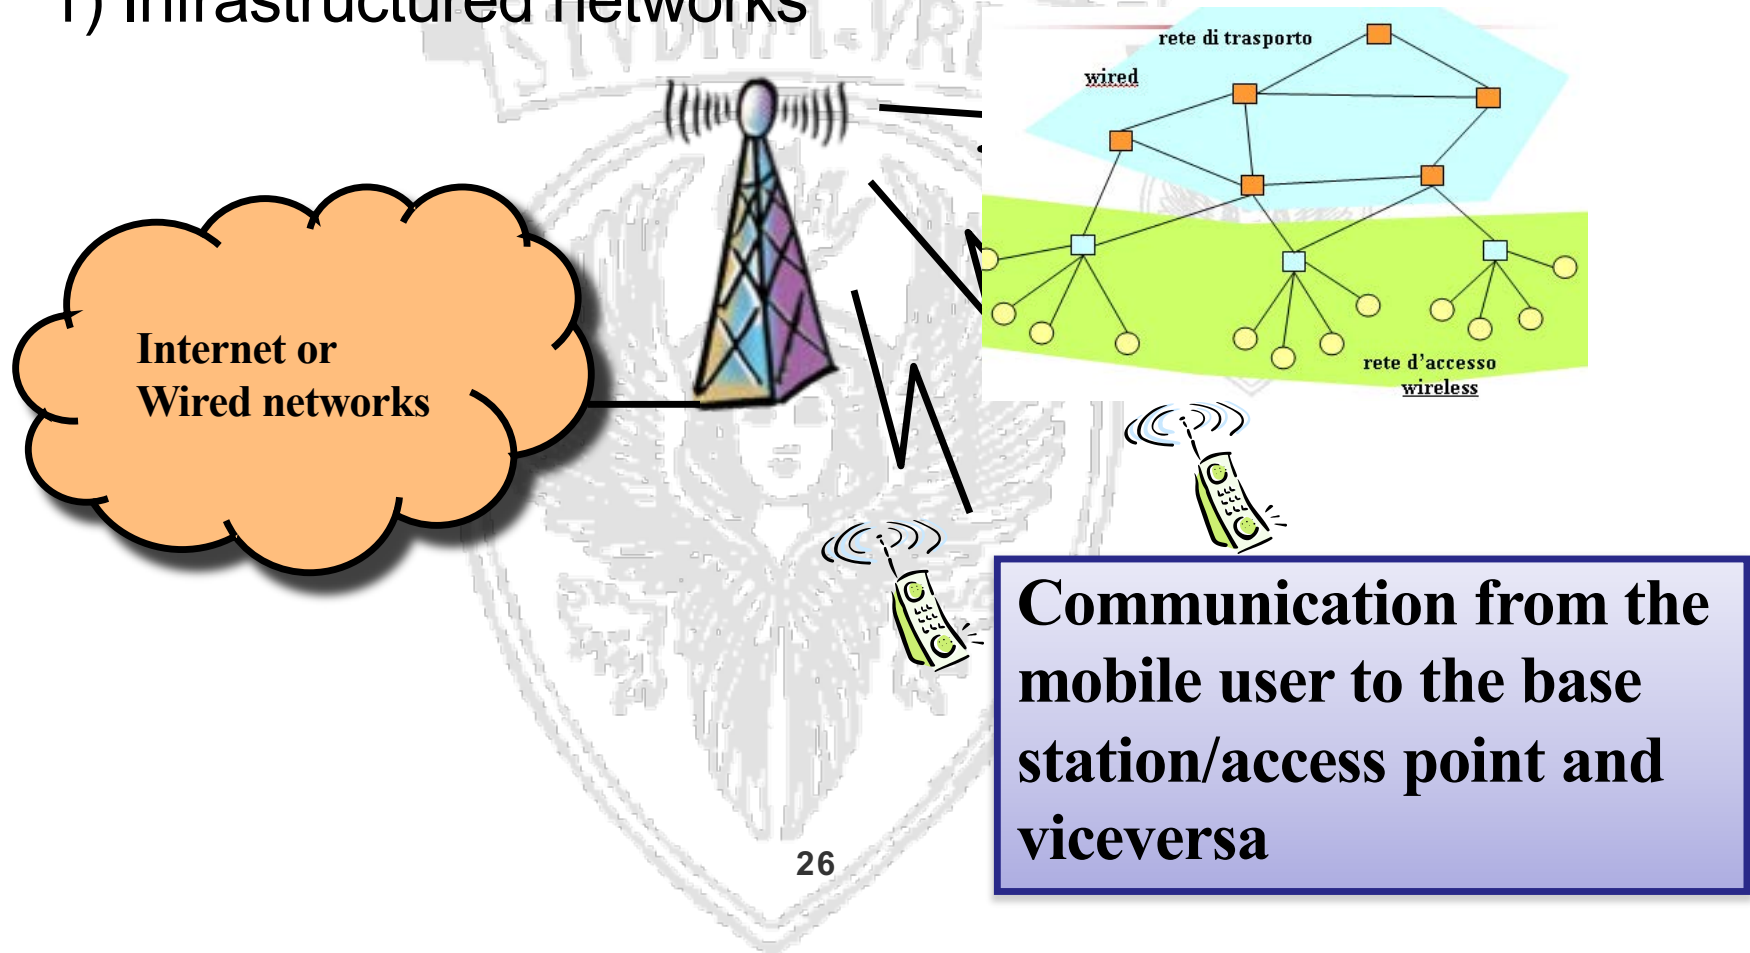 1) Infrastructured networks
STVDIVM
rete di trasporto
wired
Internet or
Wired networks
rete d'accesso
wireless
Communication from the
mobile user to the base
station/access point and
viceversa
26